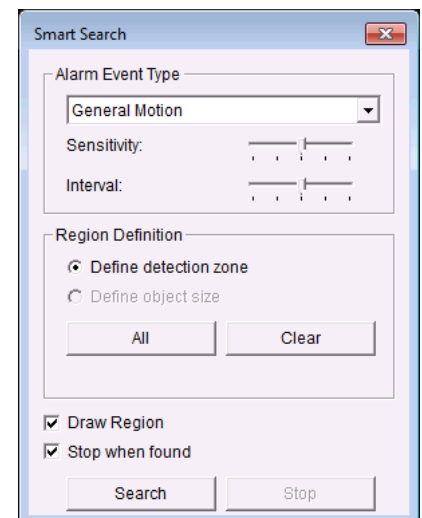 Smart Search
Alarm Event Type
General Motion
Sensitivity:
Interval:
Region Definition
Define detection zone
Define object size
All Clear
Draw Region
Stop when found
Search Stop